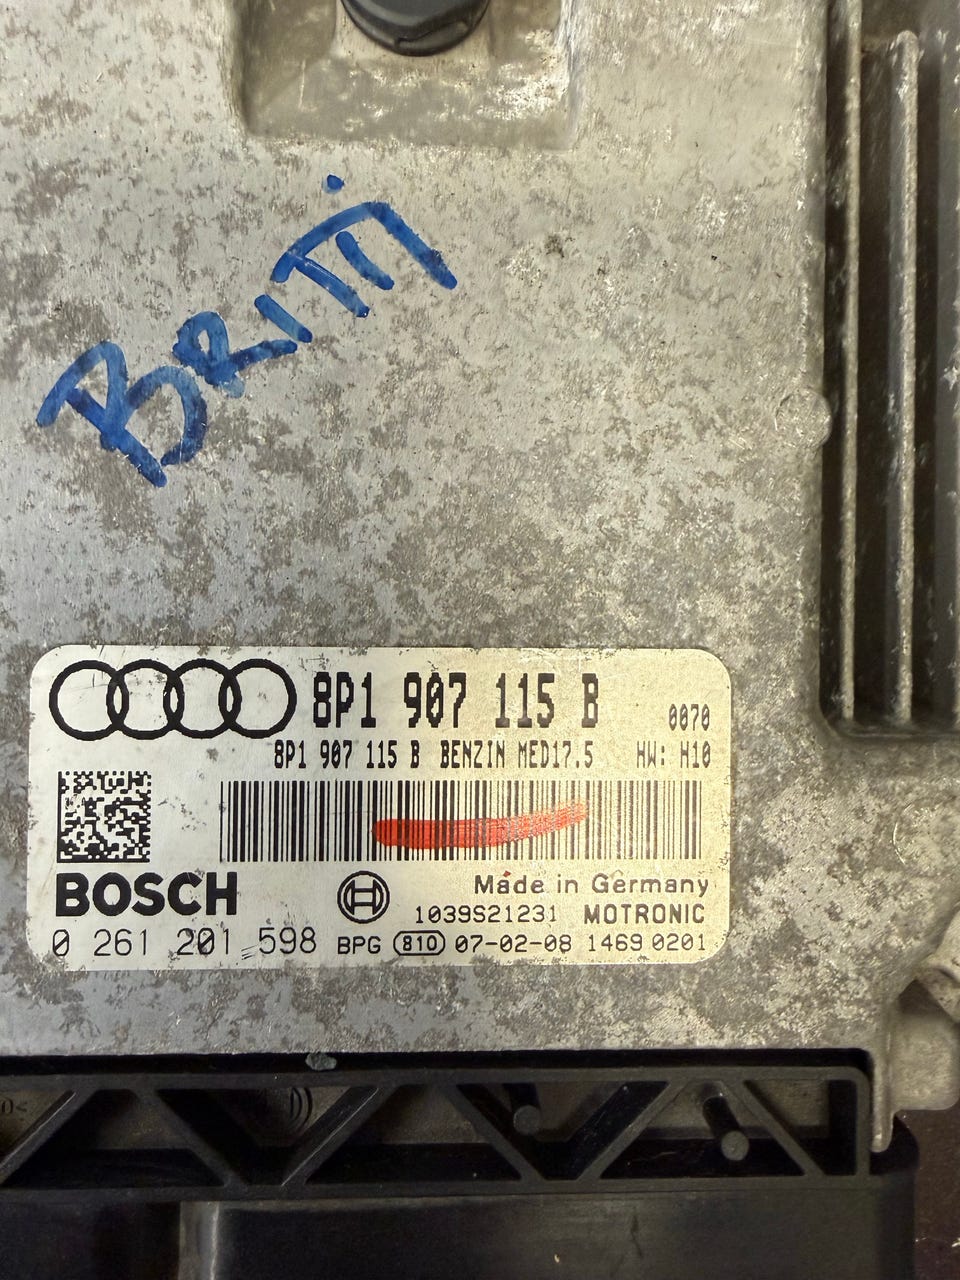 BRITTI
8P1 907 115 B 0070
8P1 907 115 B BENZIN MED17.5 HW: H10
BOSCH
Made in Germany
1039S21231 MOTRONIC
0 261 201 598 BPG 810 07-02-08 1469 0201